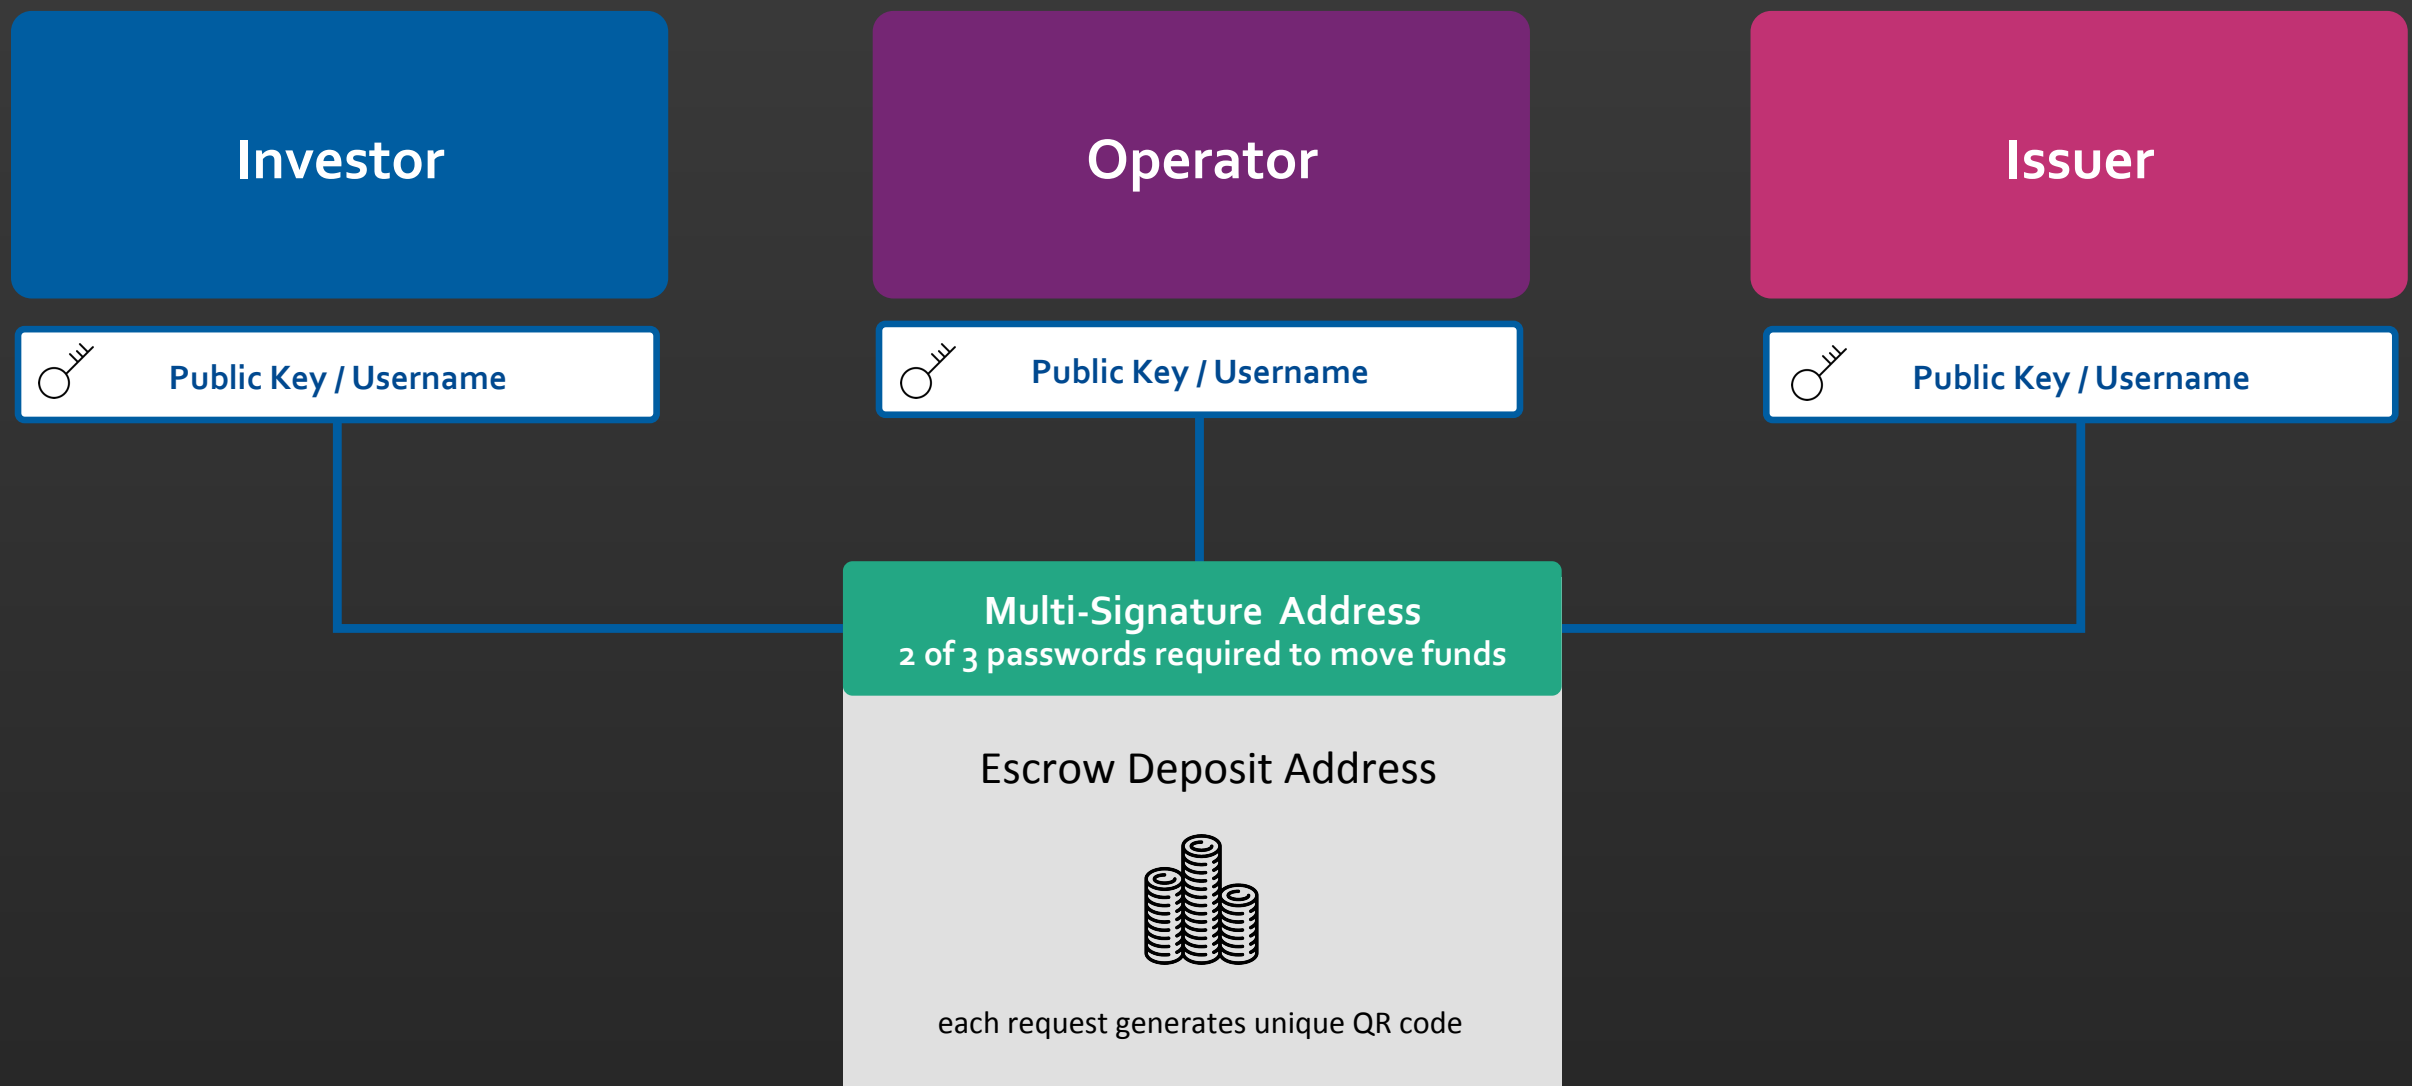 Investor
Operator
Issuer
Public Key / Username
Public Key / Username
Public Key / Username
Multi-Signature Address
2 of 3 passwords required to move funds
Escrow Deposit Address
each request generates unique QR code